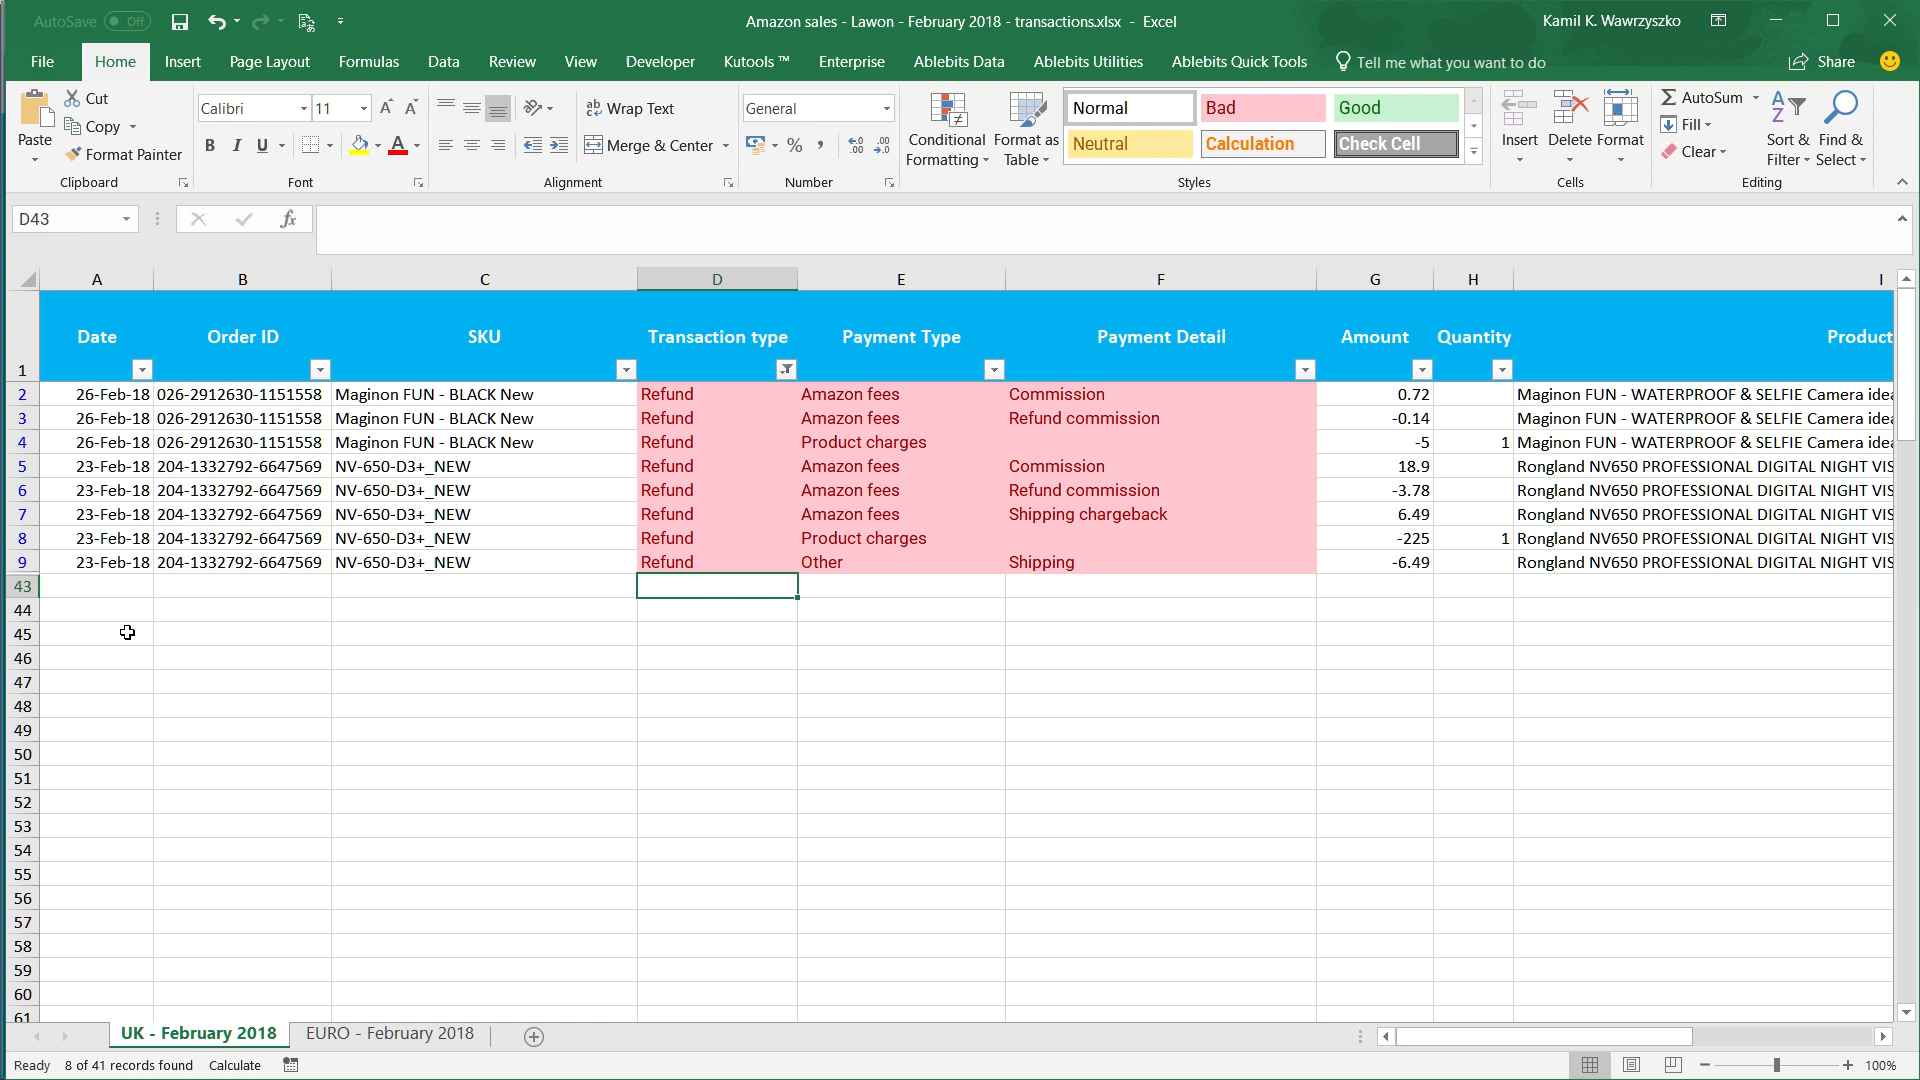 AutoSave Off Amazon sales - Lawon - February 2018 - transactions.xlsx - Excel Kamil K. Wawrzyszko
File Home Insert Page Layout Formulas Data Review View Developer Kutools ™ Enterprise Ablebits Data Ablebits Utilities Ablebits Quick Tools Tell me what you want to do Share
Paste Cut Copy Format Painter Clipboard
Calibri 11 B I U A Font
Wrap Text Merge & Center Alignment
General % , Number
Conditional Formatting Format as Table Normal Bad Good Neutral Calculation Check Cell Styles
Insert Delete Format Cells
AutoSum Fill Clear Sort & Filter Find & Select Editing
D43 fx
A B C D E F G H I
1 Date Order ID SKU Transaction type Payment Type Payment Detail Amount Quantity Product
2 26-Feb-18 026-2912630-1151558 Maginon FUN - BLACK New Refund Amazon fees Commission 0.72 Maginon FUN - WATERPROOF & SELFIE Camera idea
3 26-Feb-18 026-2912630-1151558 Maginon FUN - BLACK New Refund Amazon fees Refund commission -0.14 Maginon FUN - WATERPROOF & SELFIE Camera idea
4 26-Feb-18 026-2912630-1151558 Maginon FUN - BLACK New Refund Product charges -5 1 Maginon FUN - WATERPROOF & SELFIE Camera idea
5 23-Feb-18 204-1332792-6647569 NV-650-D3+_NEW Refund Amazon fees Commission 18.9 Rongland NV650 PROFESSIONAL DIGITAL NIGHT VIS
6 23-Feb-18 204-1332792-6647569 NV-650-D3+_NEW Refund Amazon fees Refund commission -3.78 Rongland NV650 PROFESSIONAL DIGITAL NIGHT VIS
7 23-Feb-18 204-1332792-6647569 NV-650-D3+_NEW Refund Amazon fees Shipping chargeback 6.49 Rongland NV650 PROFESSIONAL DIGITAL NIGHT VIS
8 23-Feb-18 204-1332792-6647569 NV-650-D3+_NEW Refund Product charges -225 1 Rongland NV650 PROFESSIONAL DIGITAL NIGHT VIS
9 23-Feb-18 204-1332792-6647569 NV-650-D3+_NEW Refund Other Shipping -6.49 Rongland NV650 PROFESSIONAL DIGITAL NIGHT VIS
43
44
45
46
47
48
49
50
51
52
53
54
55
56
57
58
59
60
61
UK - February 2018 EURO - February 2018
Ready 8 of 41 records found Calculate 100%